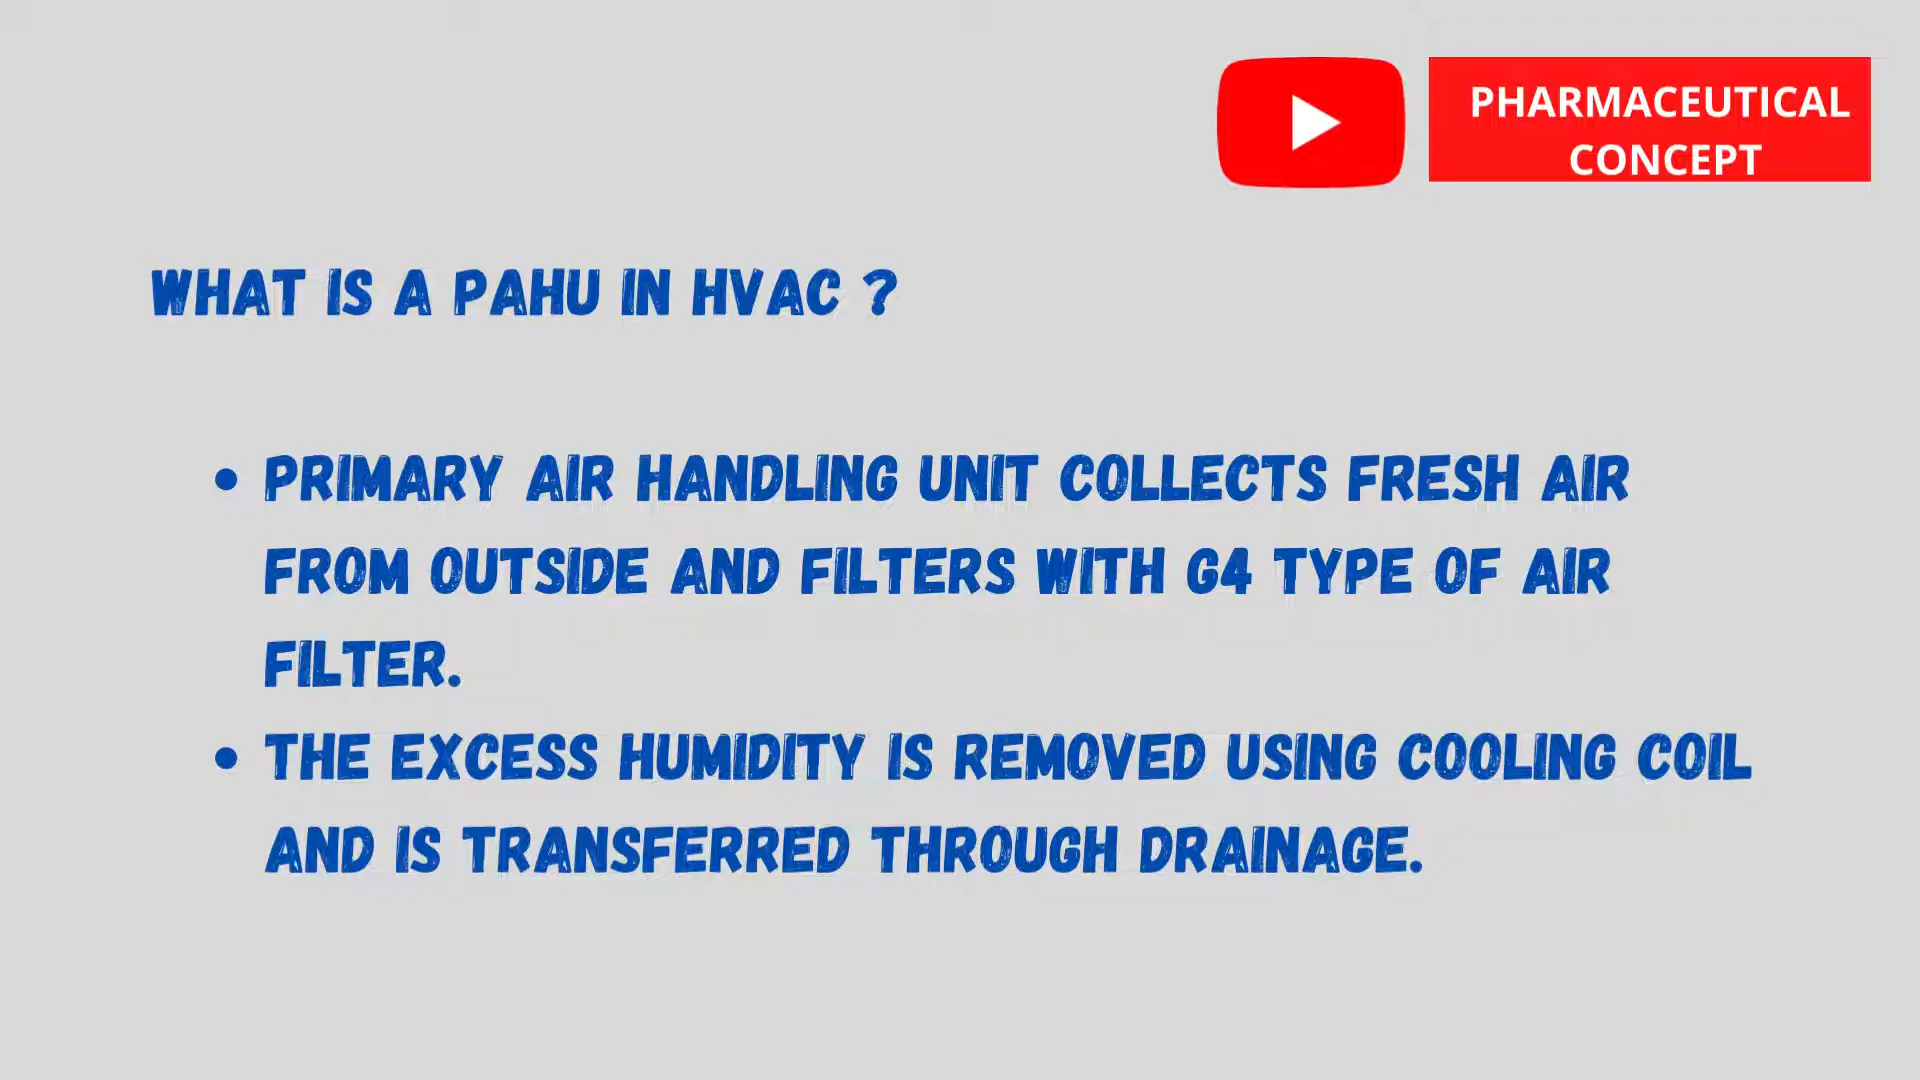 PHARMACEUTICAL
CONCEPT
WHAT IS A PAHU IN HVAC ?
• PRIMARY AIR HANDLING UNIT COLLECTS FRESH AIR
FROM OUTSIDE AND FILTERS WITH G4 TYPE OF AIR
FILTER.
• THE EXCESS HUMIDITY IS REMOVED USING COOLING COIL
AND IS TRANSFERRED THROUGH DRAINAGE.